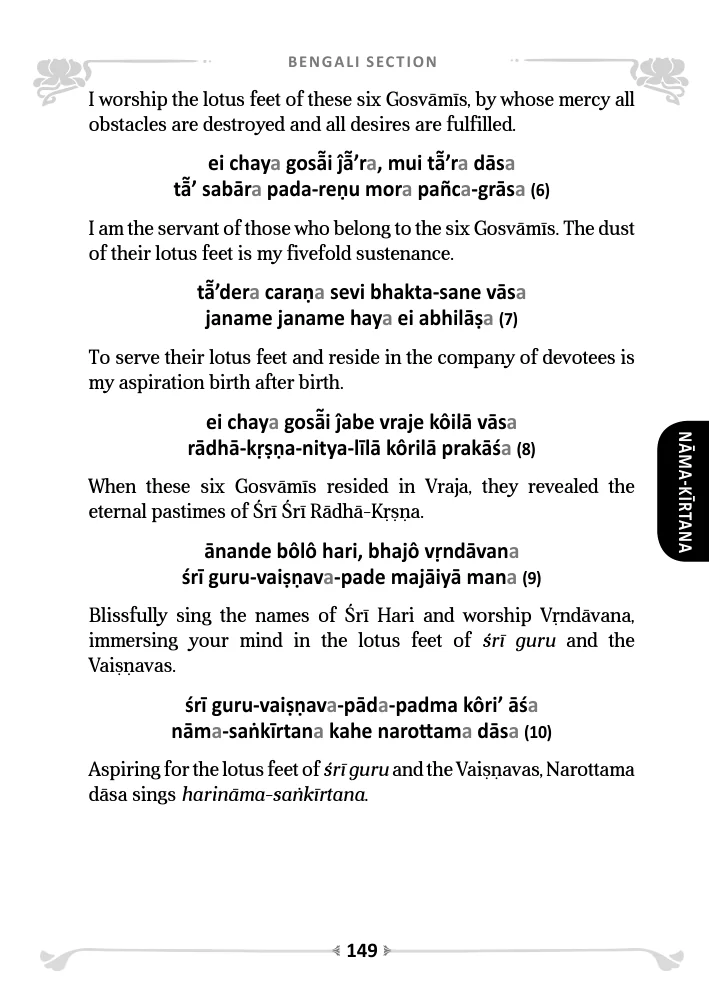 BENGALI SECTION
I worship the lotus feet of these six Gosvāmīs, by whose mercy all
obstacles are destroyed and all desires are fulfilled.
ei chaya gosā̃i ĵā̃’ra, mui tā̃’ra dāsa
tā̃’ sabāra pada-reṇu mora pañca-grāsa (6)
I am the servant of those who belong to the six Gosvāmīs. The dust
of their lotus feet is my fivefold sustenance.
tā̃’dera caraṇa sevi bhakta-sane vāsa
janame janame haya ei abhilāṣa (7)
To serve their lotus feet and reside in the company of devotees is
my aspiration birth after birth.
ei chaya gosā̃i ĵabe vraje kôilā vāsa
rādhā-kṛṣṇa-nitya-līlā kôrilā prakāśa (8)
When these six Gosvāmīs resided in Vraja, they revealed the
eternal pastimes of Śrī Śrī Rādhā-Kṛṣṇa.
ānande bôlô hari, bhajô vṛndāvana
śrī guru-vaiṣṇava-pade majāiyā mana (9)
Blissfully sing the names of Śrī Hari and worship Vṛndāvana,
immersing your mind in the lotus feet of śrī guru and the
Vaiṣṇavas.
śrī guru-vaiṣṇava-pāda-padma kôri’ āśa
nāma-saṅkīrtana kahe narottama dāsa (10)
Aspiring for the lotus feet of śrī guru and the Vaiṣṇavas, Narottama
dāsa sings harināma-saṅkīrtana.
NĀMA-KĪRTANA
149